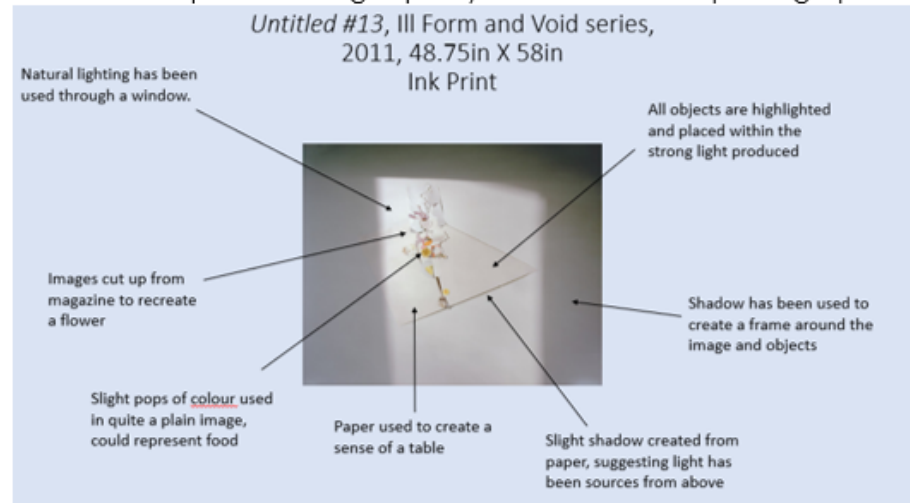 Untitled #13, Ill Form and Void series,
2011, 48.75in X 58in
Ink Print
Natural lighting has been
used through a window.
All objects are highlighted
and placed within the
strong light produced
Images cut up from
magazine to recreate
a flower
Shadow has been used to
create a frame around the
image and objects
Slight pops of colour used
in quite a plain image,
could represent food
Paper used to create a
sense of a table
Slight shadow created from
paper, suggesting light has
been sources from above